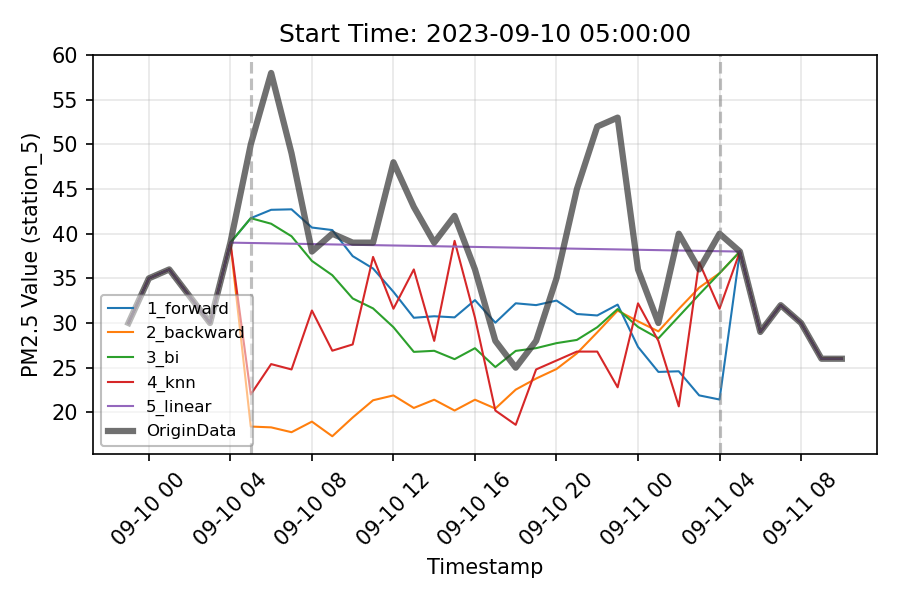 Start Time: 2023-09-10 05:00:00
PM2.5 Value (station_5)
60
55
50
45
40
35
30
25
20
1_forward
2_backward
3_bi
4_knn
5_linear
OriginData
09-10 00
09-10 04
09-10 08
09-10 12
09-10 16
09-10 20
09-11 00
09-11 04
09-11 08
Timestamp